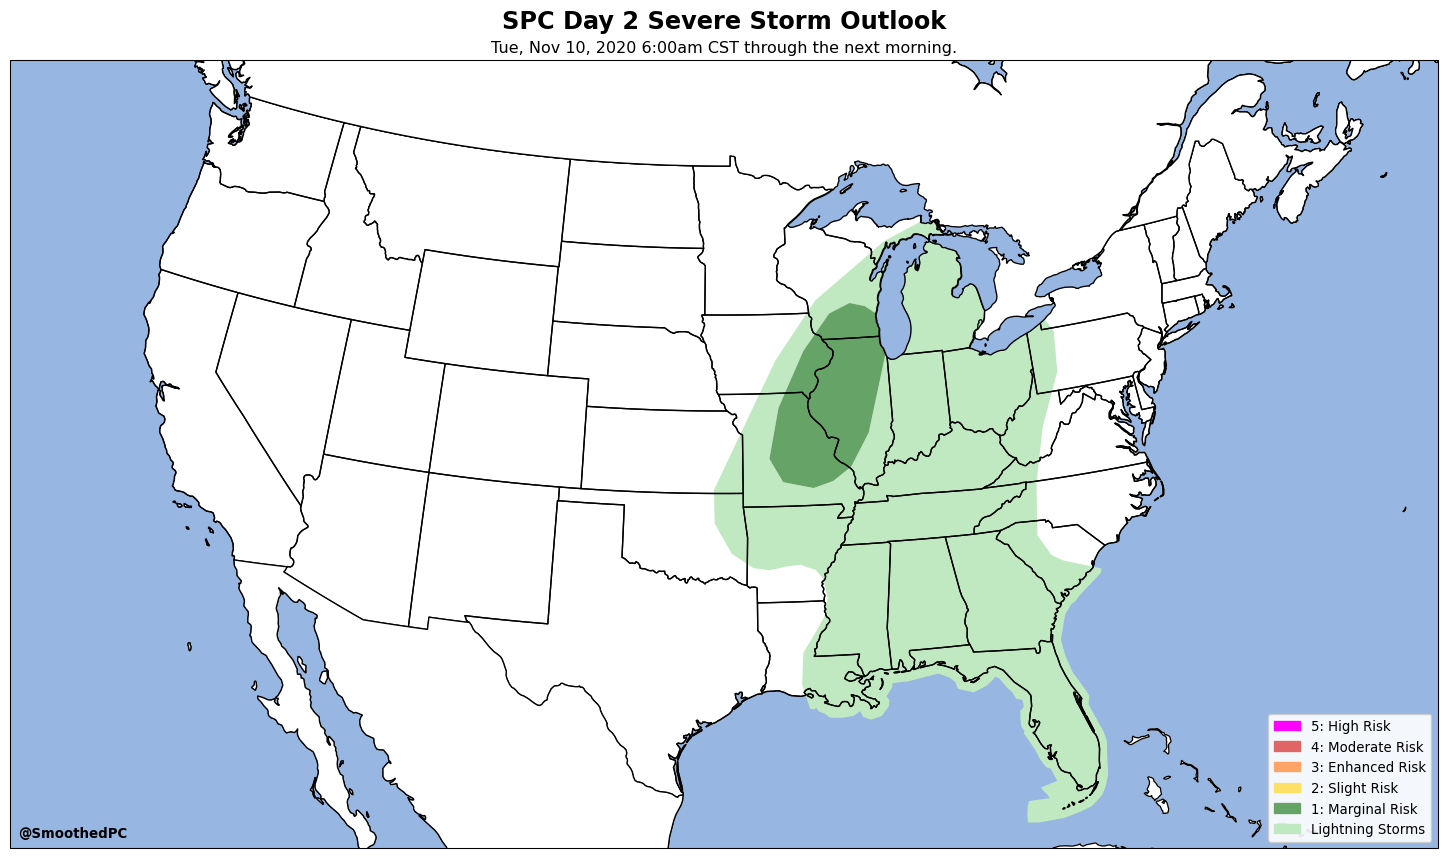 SPC Day 2 Severe Storm Outlook
Tue, Nov 10, 2020 6:00am CST through the next morning.
5: High Risk
4: Moderate Risk
3: Enhanced Risk
2: Slight Risk
1: Marginal Risk
Lightning Storms
@SmoothedPC